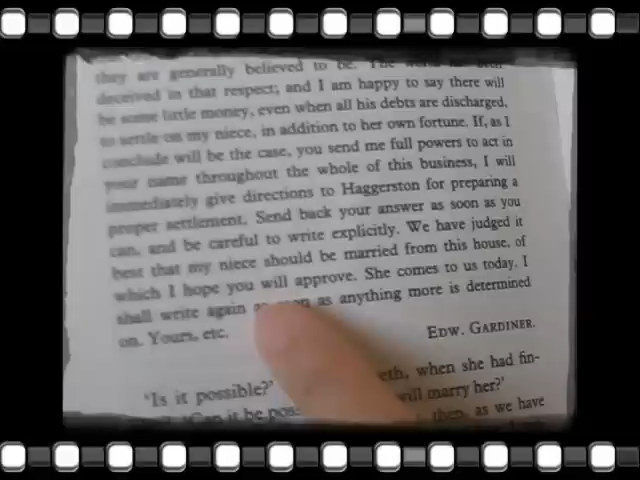 they are generally believed to be. The world has been
deceived in that respect; and I am happy to say there will
be some little money, even when all his debts are discharged,
to settle on my niece, in addition to her own fortune. If, as I
conclude will be the case, you send me full powers to act in
your name throughout the whole of this business, I will
immediately give directions to Haggerston for preparing a
proper settlement. Send back your answer as soon as you
can, and be careful to write explicitly. We have judged it
best that my niece should be married from this house, of
which I hope you will approve. She comes to us today. I
shall write again as soon as anything more is determined
on. Yours, etc.
EDW. GARDINER.
'Is it possible?' eth, when she had fin-
'Can it be pos will marry her?'
then, as we have